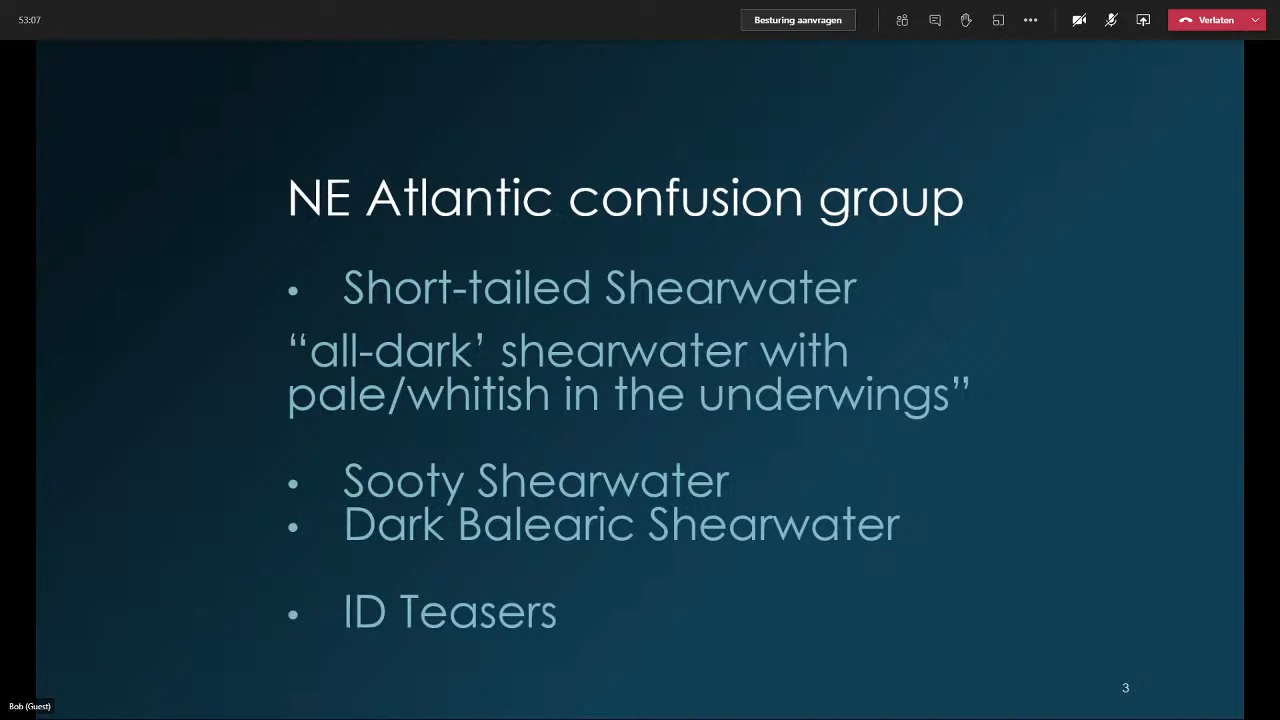 53:07
Besturing aanvragen
Verlaten
NE Atlantic confusion group
• Short-tailed Shearwater
“all-dark’ shearwater with
pale/whitish in the underwings”
• Sooty Shearwater
• Dark Balearic Shearwater
• ID Teasers
3
Bob (Guest)